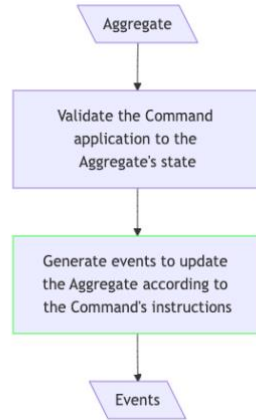 Aggregate
Validate the Command
application to the
Aggregate's state
Generate events to update
the Aggregate according to
the Command's instructions
Events